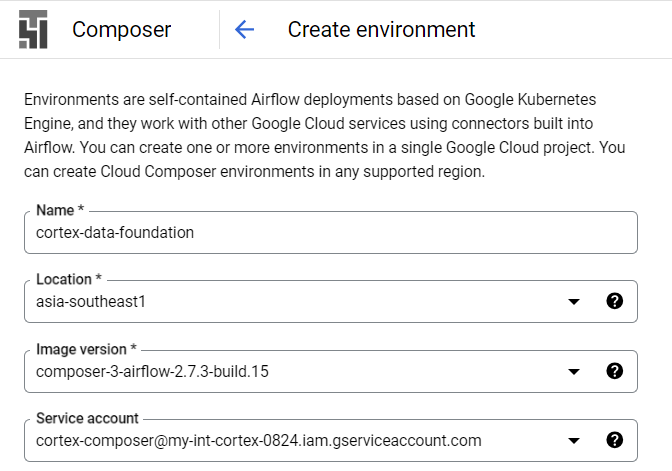 Composer
Create environment
Environments are self-contained Airflow deployments based on Google Kubernetes
Engine, and they work with other Google Cloud services using connectors built into
Airflow. You can create one or more environments in a single Google Cloud project. You
can create Cloud Composer environments in any supported region.
Name *
cortex-data-foundation
Location *
asia-southeast1
Image version *
composer-3-airflow-2.7.3-build.15
Service account
cortex-composer@my-int-cortex-0824.iam.gserviceaccount.com